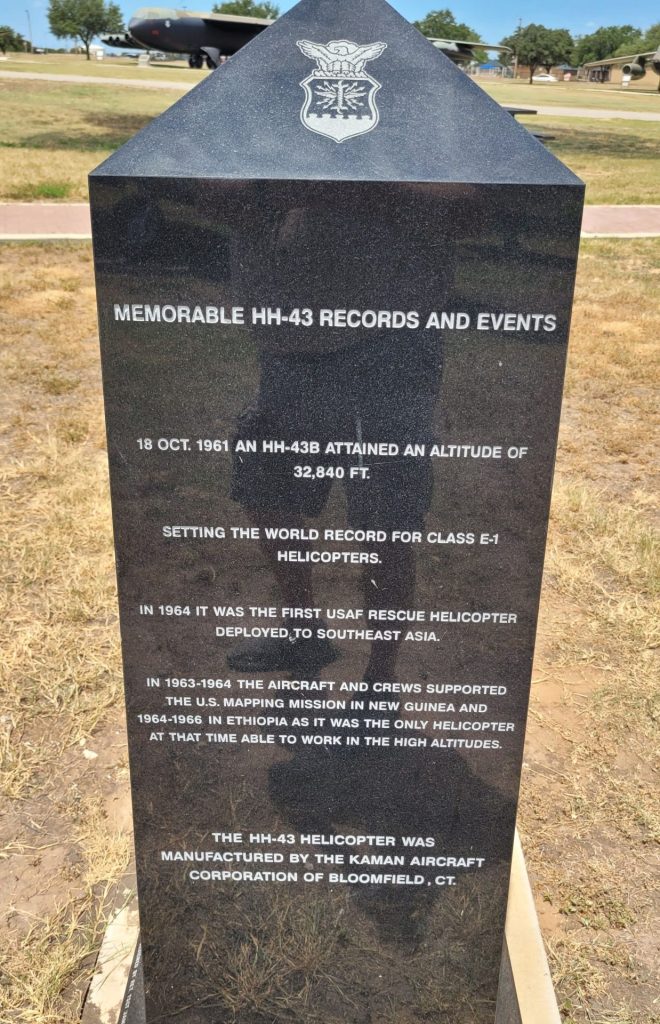 MEMORABLE HH-43 RECORDS AND EVENTS
18 OCT. 1961 AN HH-43B ATTAINED AN ALTITUDE OF
32,840 FT.
SETTING THE WORLD RECORD FOR CLASS E-1
HELICOPTERS.
IN 1964 IT WAS THE FIRST USAF RESCUE HELICOPTER
DEPLOYED TO SOUTHEAST ASIA.
IN 1963-1964 THE AIRCRAFT AND CREWS SUPPORTED
THE U.S. MAPPING MISSION IN NEW GUINEA AND
1964-1966 IN ETHIOPIA AS IT WAS THE ONLY HELICOPTER
AT THAT TIME ABLE TO WORK IN THE HIGH ALTITUDES.
THE HH-43 HELICOPTER WAS
MANUFACTURED BY THE KAMAN AIRCRAFT
CORPORATION OF BLOOMFIELD, CT.